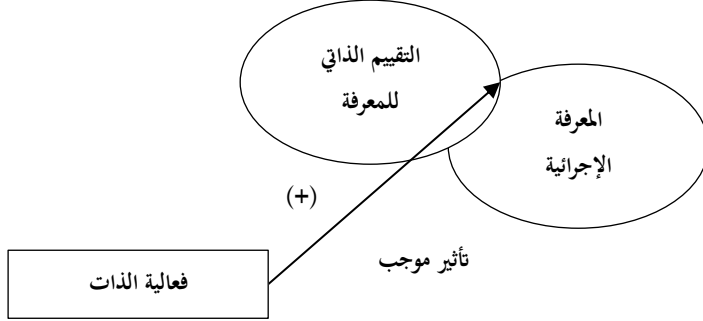 التقييم الذاتي
للمعرفة
المعرفة
الإجرائية
(+)
تأثير موجب
فعالية الذات